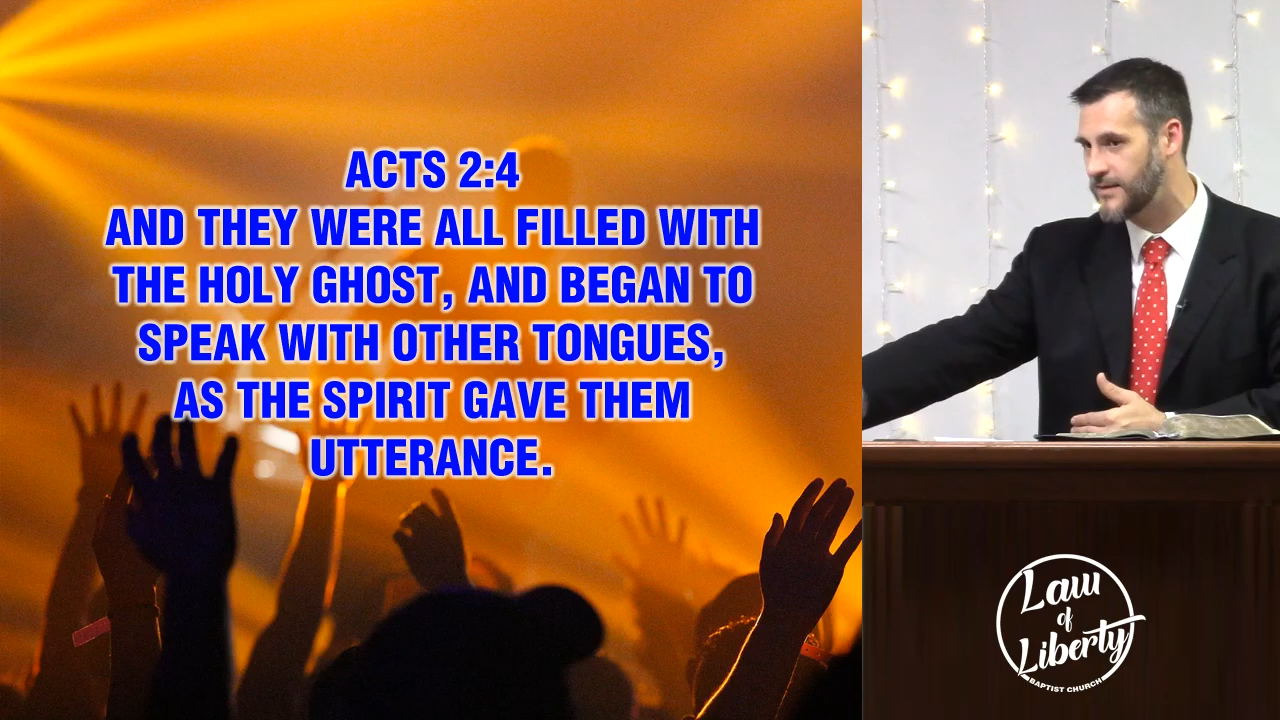 ACTS 2:4
AND THEY WERE ALL FILLED WITH
THE HOLY GHOST, AND BEGAN TO
SPEAK WITH OTHER TONGUES,
AS THE SPIRIT GAVE THEM
UTTERANCE.
Law
of
Liberty
BAPTIST CHURCH